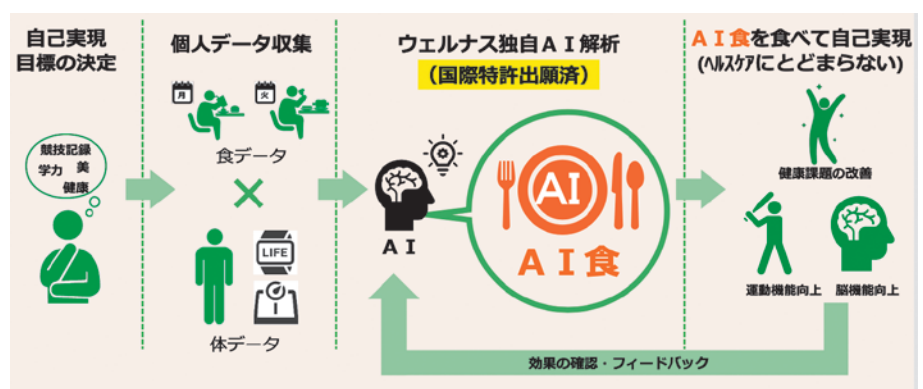 自己実現
目標の決定
競技記録
学力 美
健康
個人データ収集
月
火
食データ
×
LIFE
体データ
ウェルナス独自ＡＩ解析
（国際特許出願済）
ＡＩ
AI
ＡＩ食
ＡＩ食を食べて自己実現
(ﾍﾙｽｹｱにとどまらない)
健康課題の改善
運動機能向上 脳機能向上
効果の確認・フィードバック